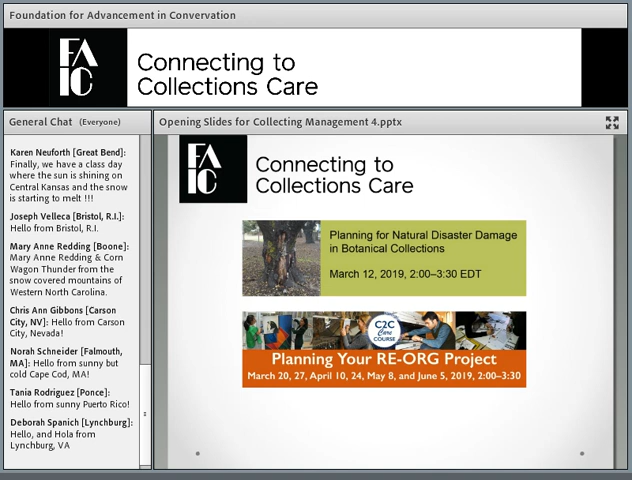 Foundation for Advancement in Convervation
FA
IC
Connecting to
Collections Care
General Chat (Everyone)
Karen Neuforth [Great Bend]:
Finally, we have a class day
where the sun is shining on
Central Kansas and the snow
is starting to melt !!!
Joseph Velleca [Bristol, R.I.]:
Hello from Bristol, R.I.
Mary Anne Redding [Boone]:
Mary Anne Redding & Corn
Wagon Thunder from the
snow covered mountains of
Western North Carolina.
Chris Ann Gibbons [Carson
City, NV]: Hello from Carson
City, Nevada!
Norah Schneider [Falmouth,
MA]: Hello from sunny but
cold Cape Cod, MA!
Tania Rodriguez [Ponce]:
Hello from sunny Puerto Rico!
Deborah Spanich [Lynchburg]:
Hello, and Hola from
Lynchburg, VA
Opening Slides for Collecting Management 4.pptx
FA
IC
Connecting to
Collections Care
Planning for Natural Disaster Damage
in Botanical Collections
March 12, 2019, 2:00–3:30 EDT
C2C
Care
COURSE
Planning Your RE-ORG Project
March 20, 27, April 10, 24, May 8, and June 5, 2019, 2:00–3:30